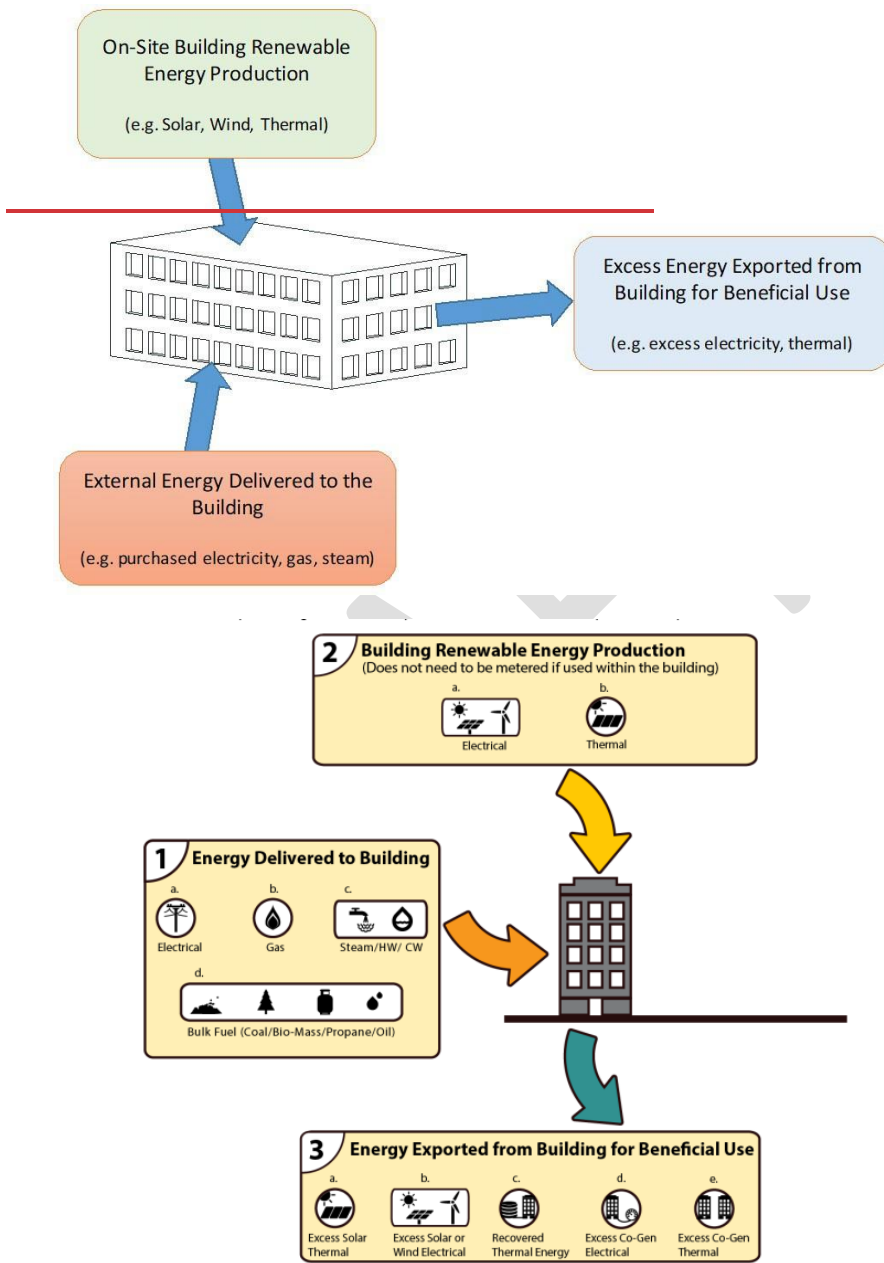 On-Site Building Renewable
Energy Production
(e.g. Solar, Wind, Thermal)
Excess Energy Exported from
Building for Beneficial Use
(e.g. excess electricity, thermal)
External Energy Delivered to the
Building
(e.g. purchased electricity, gas, steam)
2
Building Renewable Energy Production
(Does not need to be metered if used within the building)
a.
b.
Electrical
Thermal
1
Energy Delivered to Building
a.
b.
c.
Electrical
Gas
Steam/HW/ CW
d.
Bulk Fuel (Coal/Bio-Mass/Propane/Oil)
3
Energy Exported from Building for Beneficial Use
a.
b.
c.
d.
e.
Excess Solar
Thermal
Excess Solar or
Wind Electrical
Recovered
Thermal Energy
Excess Co-Gen
Electrical
Excess Co-Gen
Thermal